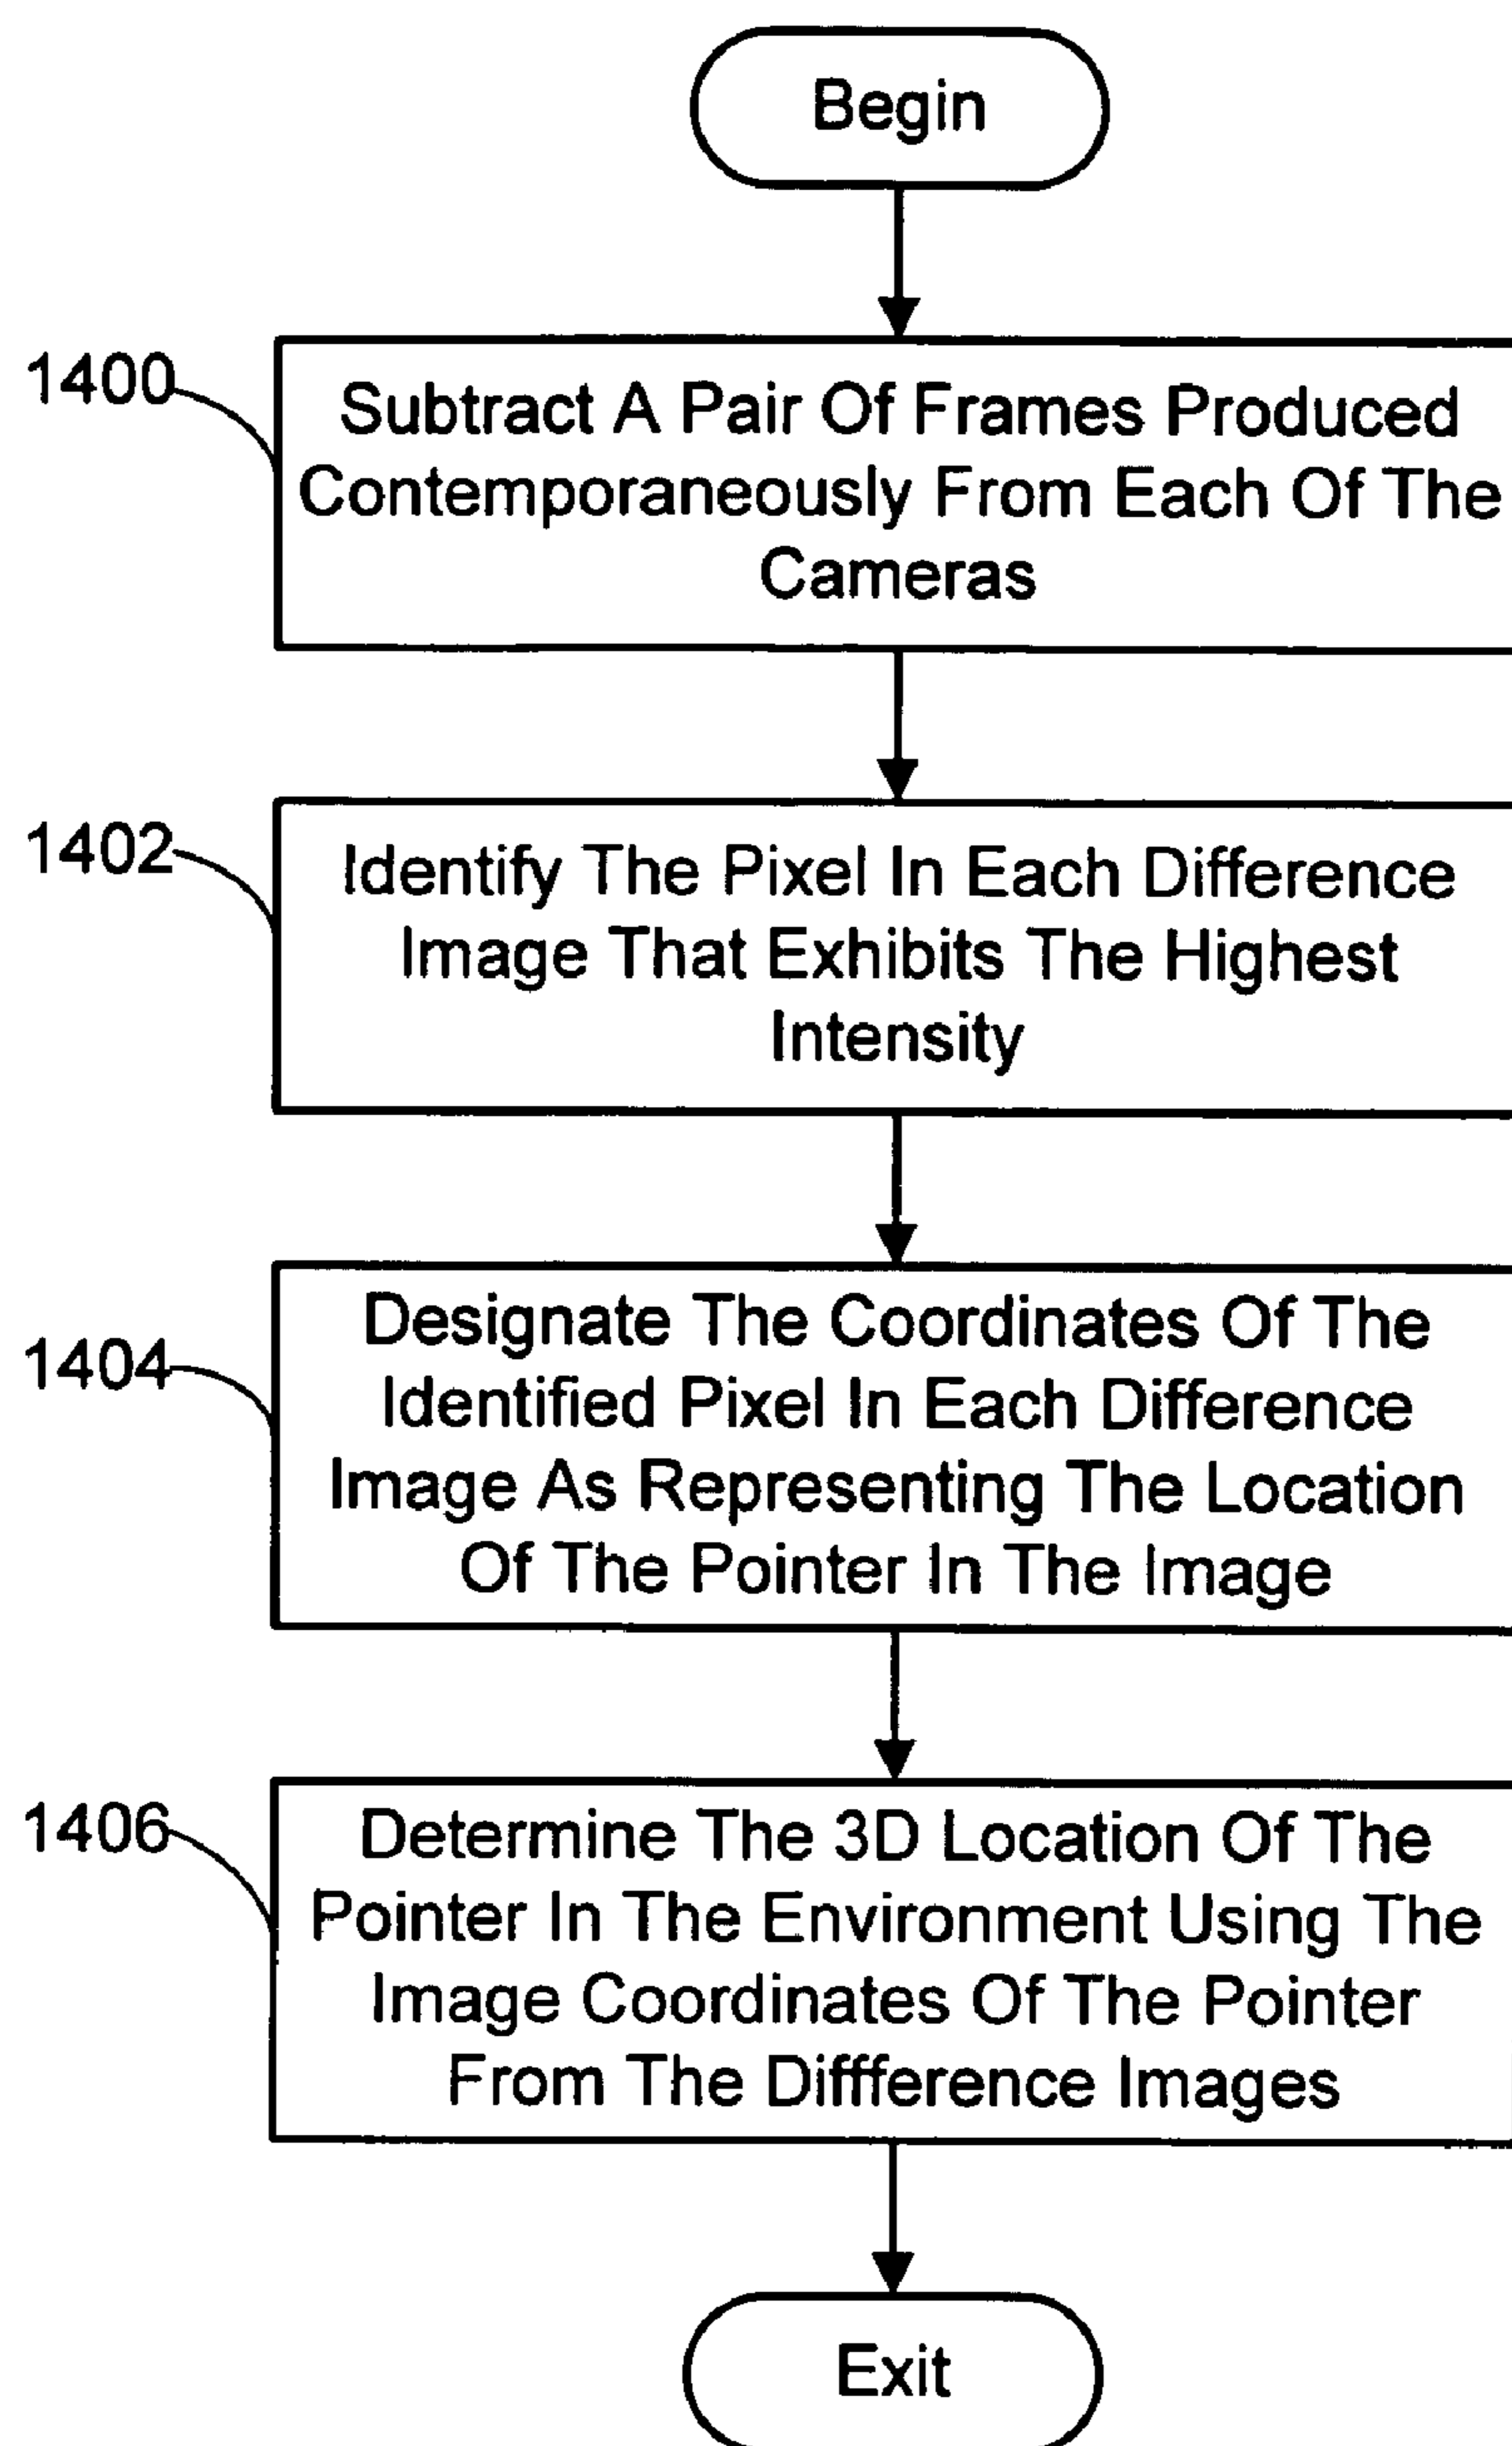 Begin
1400
Subtract A Pair Of Frames Produced
Contemporaneously From Each Of The
Cameras
1402
Identify The Pixel In Each Difference
Image That Exhibits The Highest
Intensity
1404
Designate The Coordinates Of The
Identified Pixel In Each Difference
Image As Representing The Location
Of The Pointer In The Image
1406
Determine The 3D Location Of The
Pointer In The Environment Using The
Image Coordinates Of The Pointer
From The Diffference Images
Exit